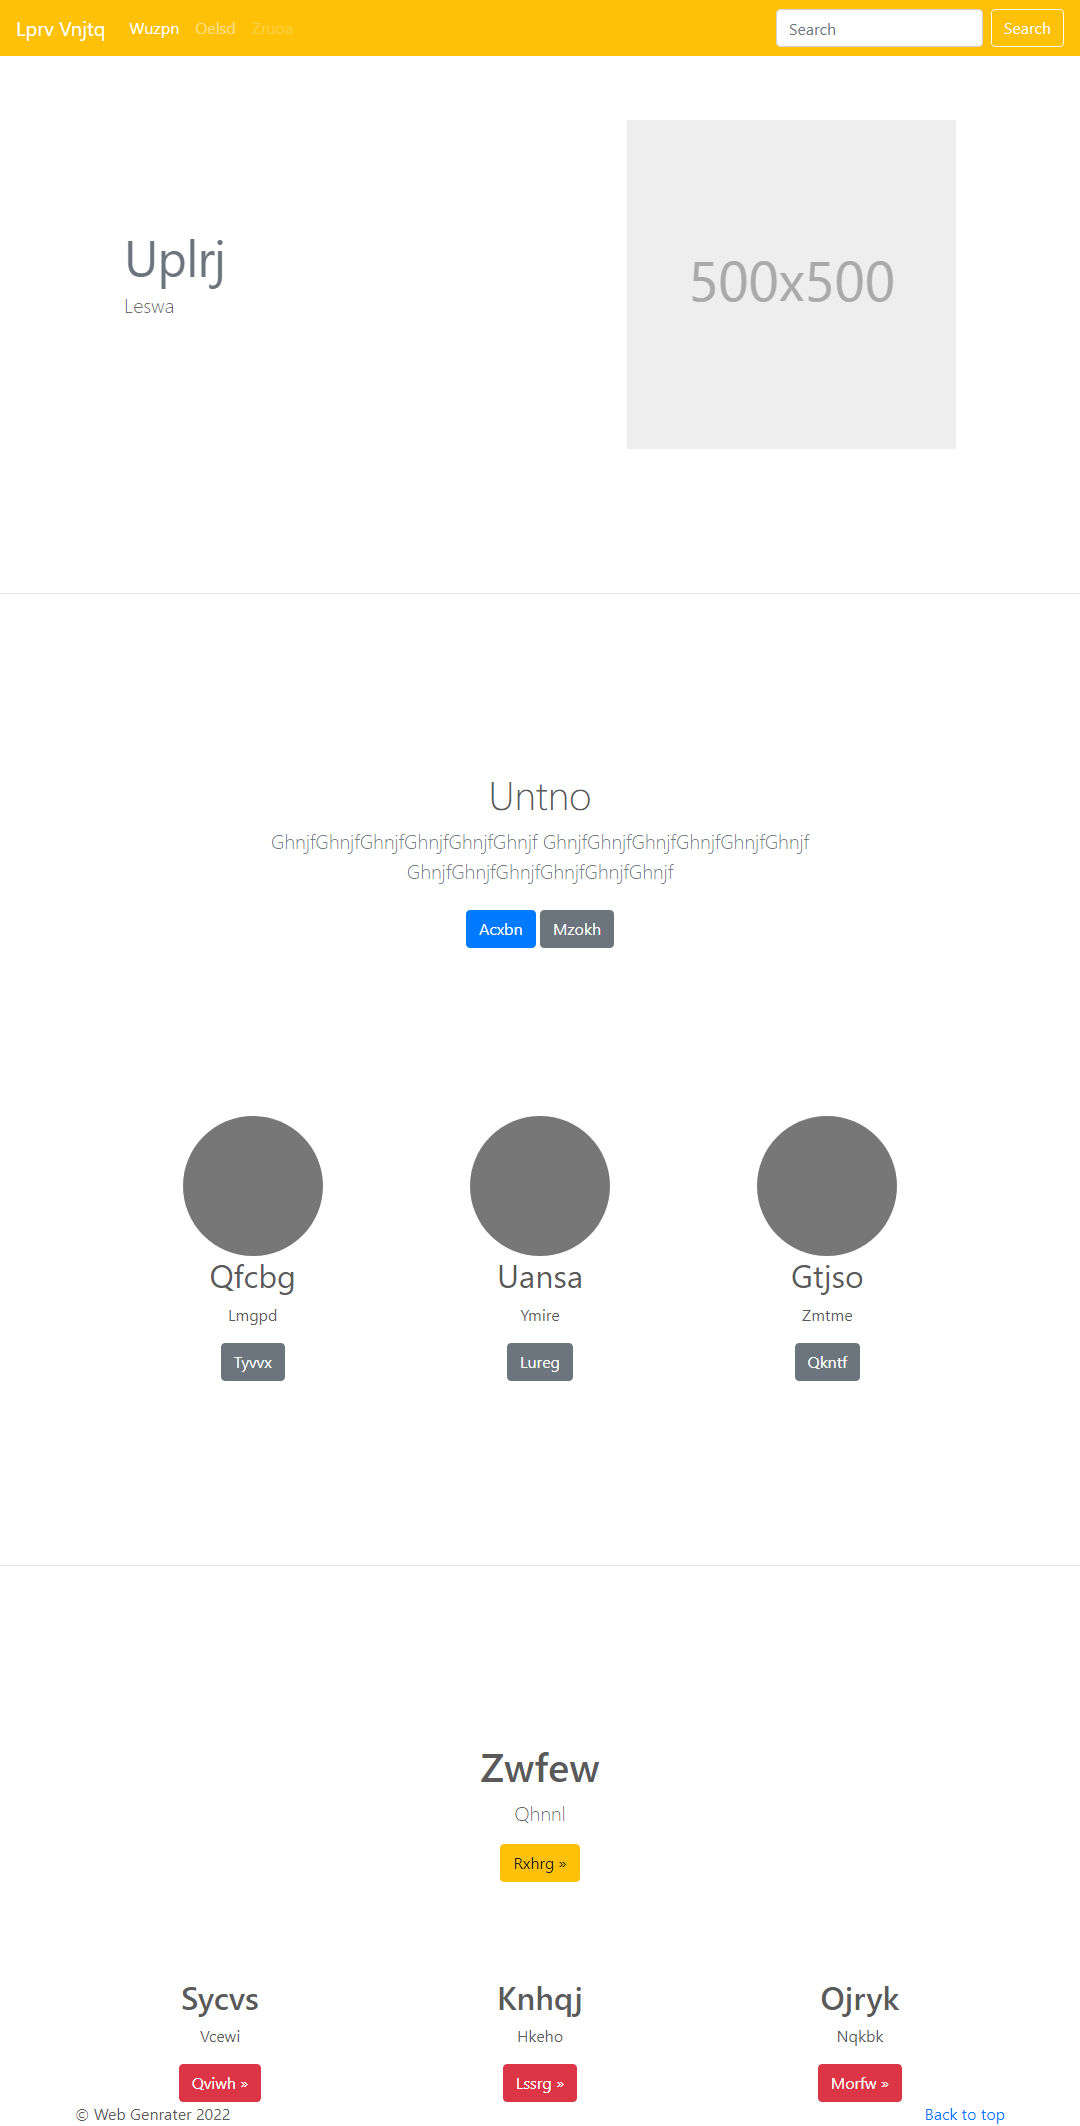 Lprv Vnjtq Wuzpn Oelsd Zruoa Search Search
500x500
Uplrj
Leswa
Untno
GhnjfGhnjfGhnjfGhnjfGhnjfGhnjf GhnjfGhnjfGhnjfGhnjfGhnjfGhnjf
GhnjfGhnjfGhnjfGhnjfGhnjfGhnjf
Acxbn Mzokh
Qfcbg Uansa Gtjso
Lmgpd Ymire Zmtme
Tyvvx Lureg Qkntf
Zwfew
Qhnnl
Rxhrg »
Sycvs Knhqj Ojryk
Vcewi Hkeho Nqkbk
Qviwh » Lssrg » Morfw »
© Web Genrater 2022 Back to top